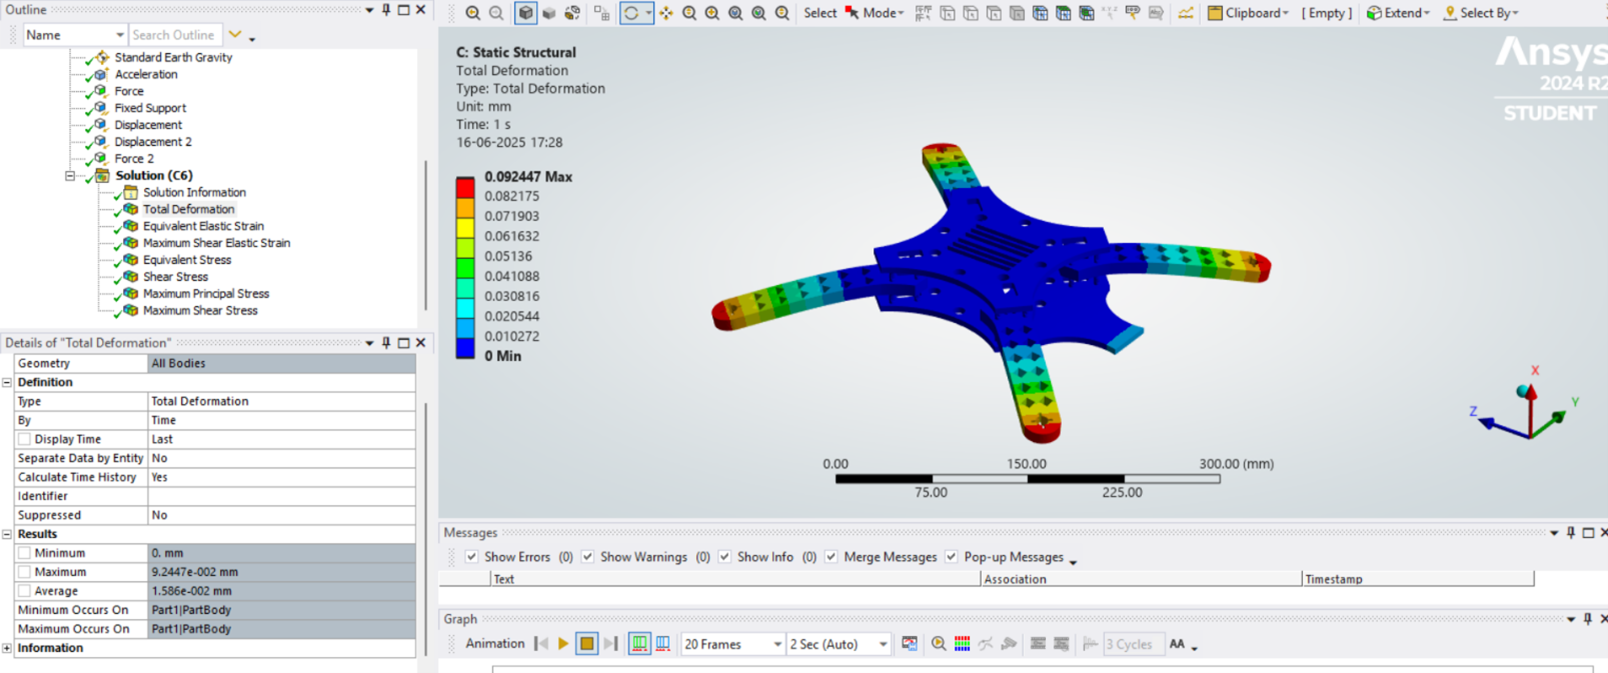 Outline
Name
Search Outline
Standard Earth Gravity
Acceleration
Force
Fixed Support
Displacement
Displacement 2
Force 2
Solution (C6)
Solution Information
Total Deformation
Equivalent Elastic Strain
Maximum Shear Elastic Strain
Equivalent Stress
Shear Stress
Maximum Principal Stress
Maximum Shear Stress
Details of "Total Deformation"
Geometry All Bodies
Definition
Type Total Deformation
By Time
Display Time Last
Separate Data by Entity No
Calculate Time History Yes
Identifier
Suppressed No
Results
Minimum 0. mm
Maximum 9.2447e-002 mm
Average 1.586e-002 mm
Minimum Occurs On Part1|PartBody
Maximum Occurs On Part1|PartBody
Information
Select Mode Clipboard [ Empty ] Extend Select By
C: Static Structural
Total Deformation
Type: Total Deformation
Unit: mm
Time: 1 s
16-06-2025 17:28
0.092447 Max
0.082175
0.071903
0.061632
0.05136
0.041088
0.030816
0.020544
0.010272
0 Min
Ansys
2024 R2
STUDENT
X
Y
Z
0.00 150.00 300.00 (mm)
75.00 225.00
Messages
Show Errors (0) Show Warnings (0) Show Info (0) Merge Messages Pop-up Messages
Text Association Timestamp
Graph
Animation 20 Frames 2 Sec (Auto) 3 Cycles AA